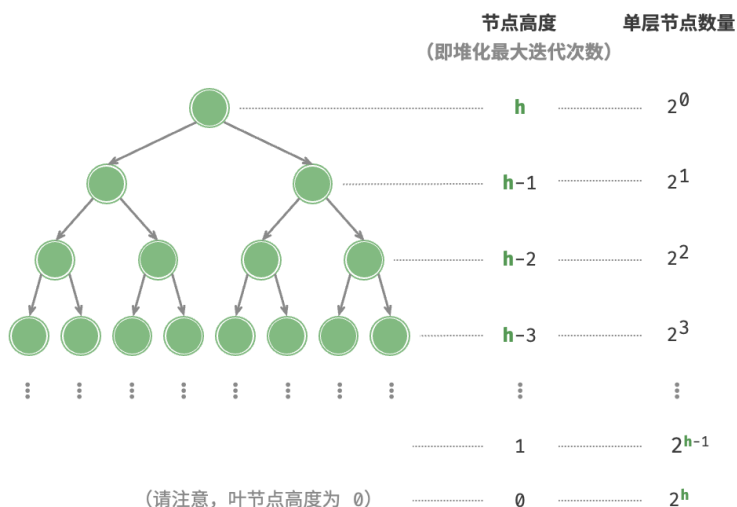 节点高度 单层节点数量
（即堆化最大迭代次数）
h 2⁰
h-1 2¹
h-2 2²
h-3 2³
1 2ʰ⁻¹
（请注意，叶节点高度为 0） 0 2ʰ